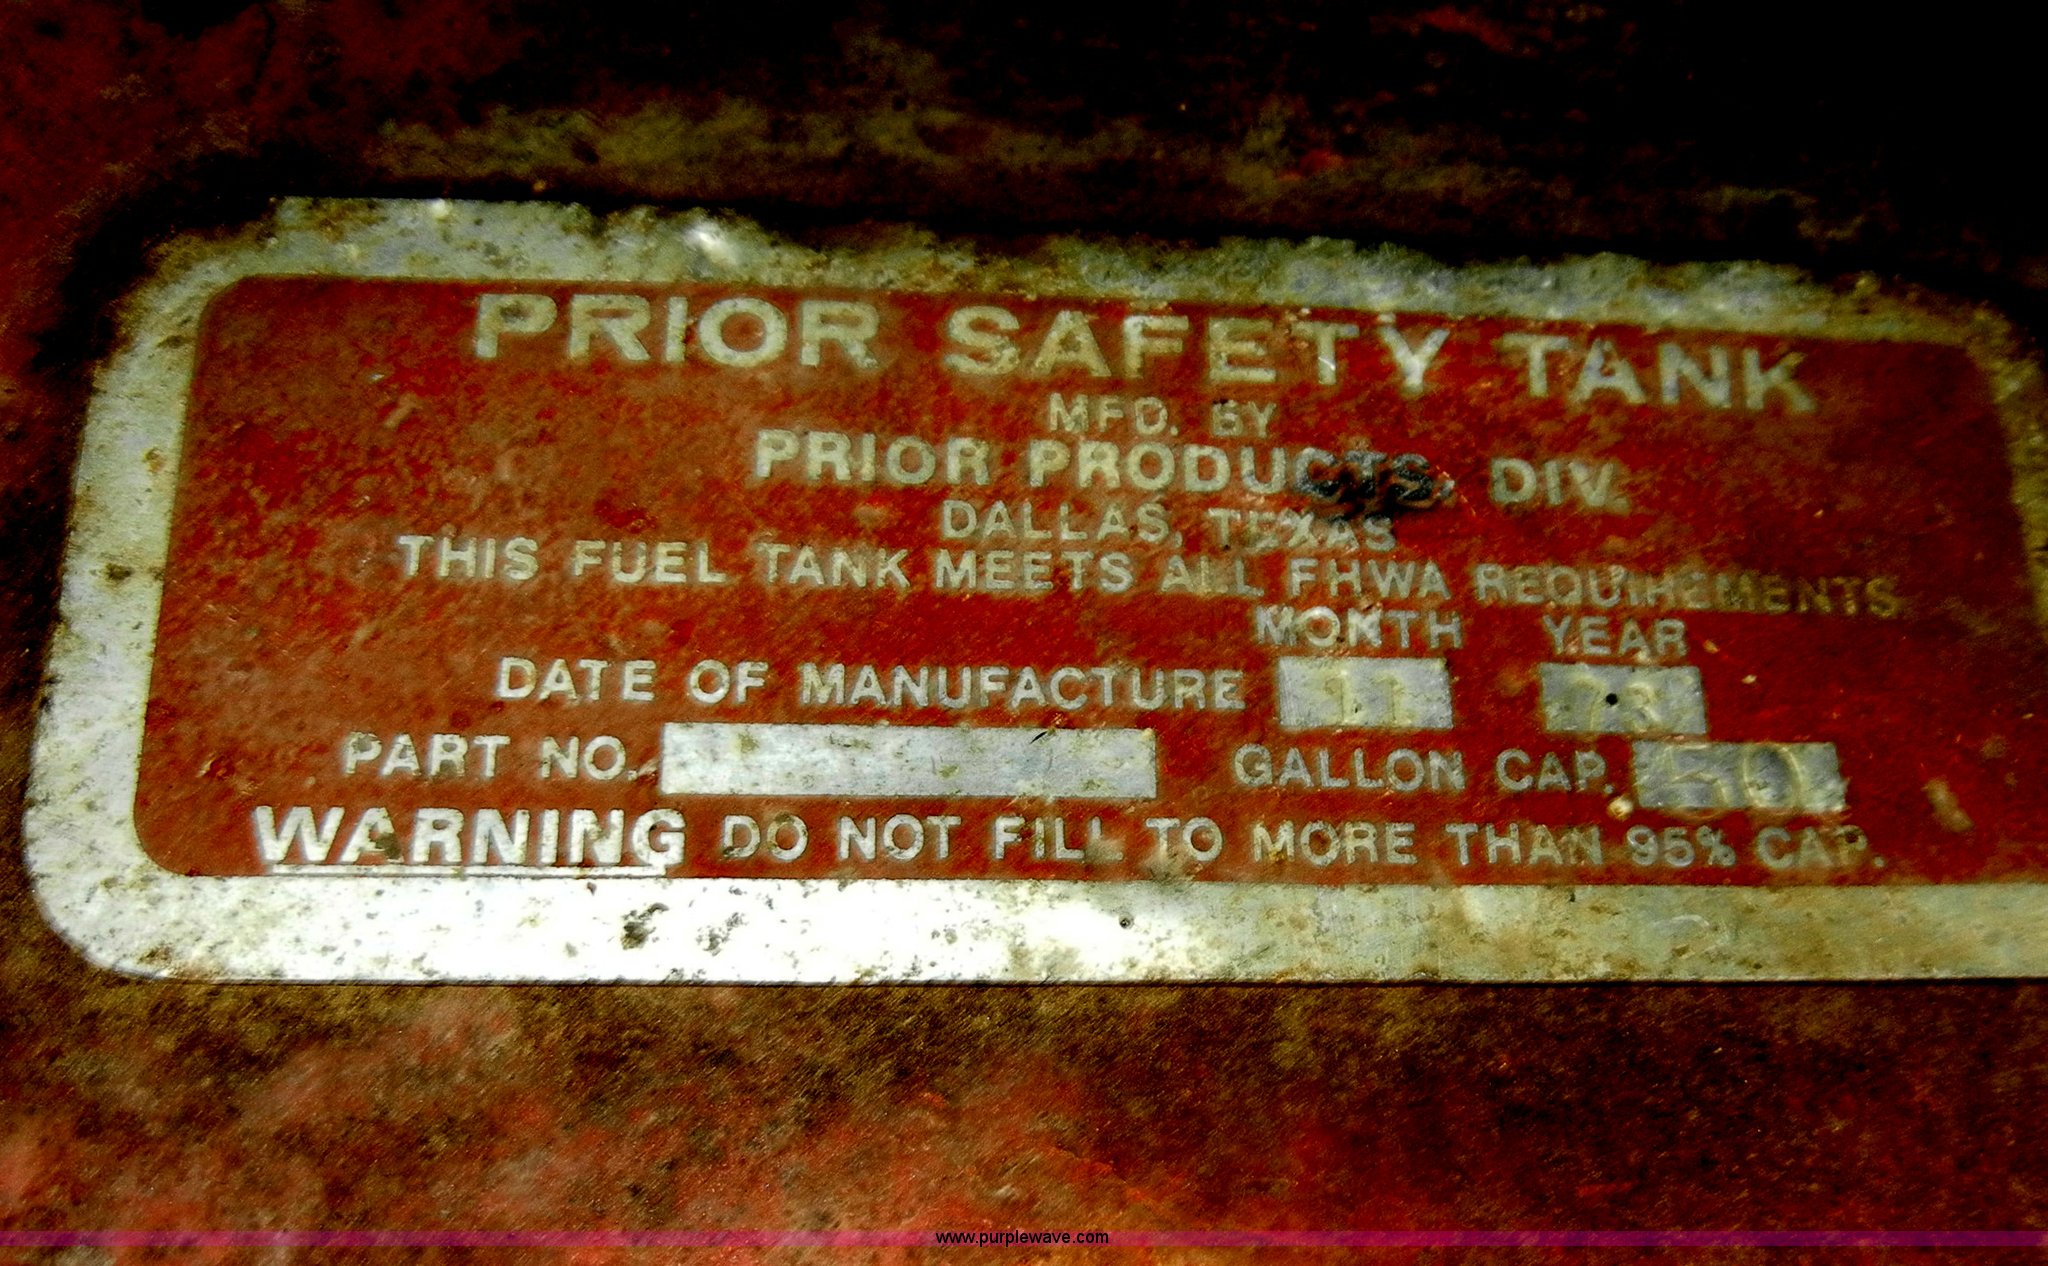 PRIOR SAFETY TANK
MFD. BY
PRIOR PRODUCTS, DIV.
DALLAS, TEXAS
THIS FUEL TANK MEETS ALL FHWA REQUIREMENTS
MONTH YEAR
DATE OF MANUFACTURE 11 73
PART NO. GALLON CAP. 50
WARNING DO NOT FILL TO MORE THAN 95% CAP.
www.purplewave.com